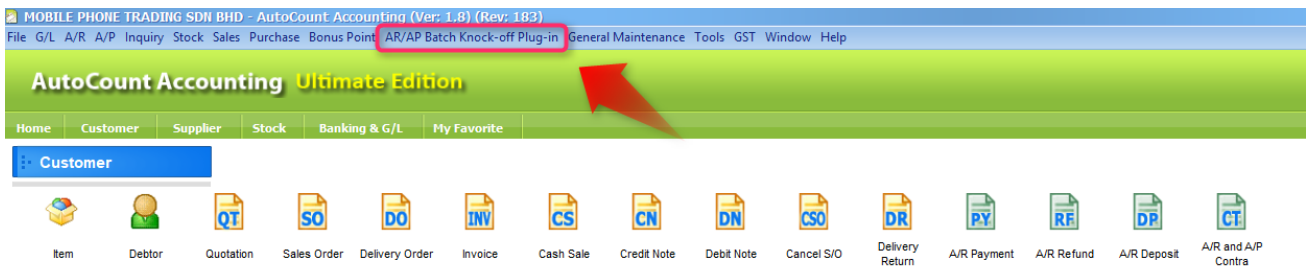 MOBILE PHONE TRADING SDN BHD - AutoCount Accounting (Ver: 1.8) (Rev: 183)
File G/L A/R A/P Inquiry Stock Sales Purchase Bonus Point AR/AP Batch Knock-off Plug-in General Maintenance Tools GST Window Help
AutoCount Accounting Ultimate Edition
Home Customer Supplier Stock Banking & G/L My Favorite
Customer
QT SO DO INV CS CN DN CSO DR PY RF DP CT
Item Debtor Quotation Sales Order Delivery Order Invoice Cash Sale Credit Note Debit Note Cancel S/O Delivery Return A/R Payment A/R Refund A/R Deposit A/R and A/P Contra